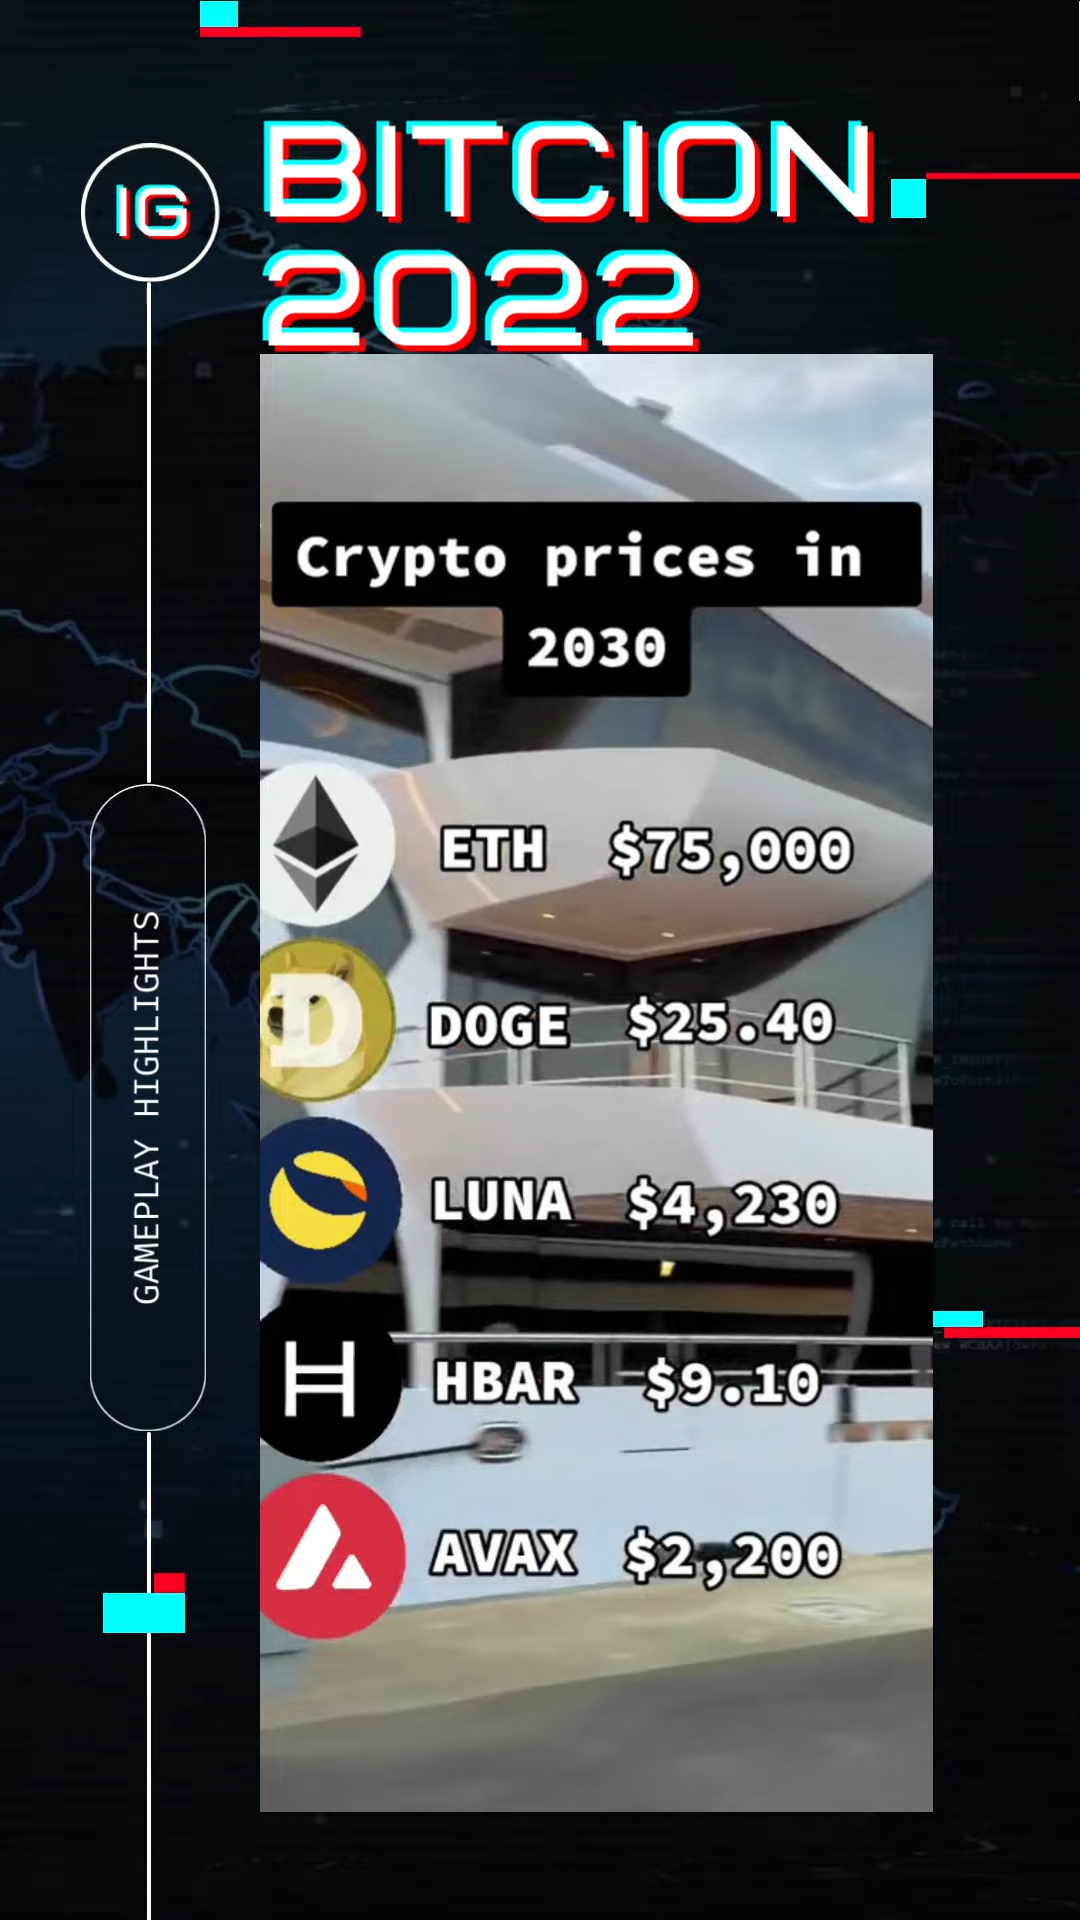 IG
BITCION
2022
Crypto prices in
2030
ETH $75,000
DOGE $25.40
LUNA $4,230
HBAR $9.10
AVAX $2,200
GAMEPLAY HIGHLIGHTS